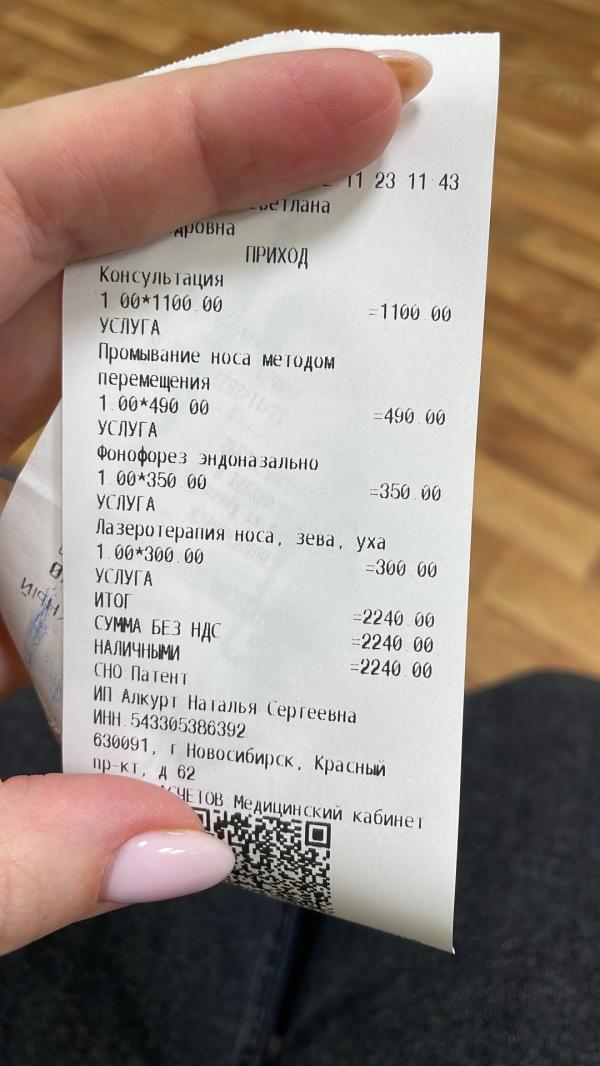 11 23 11:43
ПРИХОД
Консультация
1.00*1100.00 =1100.00
УСЛУГА
Промывание носа методом
перемещения
1.00*490.00 =490.00
УСЛУГА
Фонофорез эндоназально
1.00*350.00 =350.00
УСЛУГА
Лазеротерапия носа, зева, уха
1.00*300.00 =300.00
УСЛУГА
ИТОГ =2240.00
СУММА БЕЗ НДС =2240.00
НАЛИЧНЫМИ =2240.00
СНО:Патент
ИП Алкурт Наталья Сергеевна
ИНН:543305386392
630091, г Новосибирск, Красный
пр-кт, д 62
Медицинский кабинет